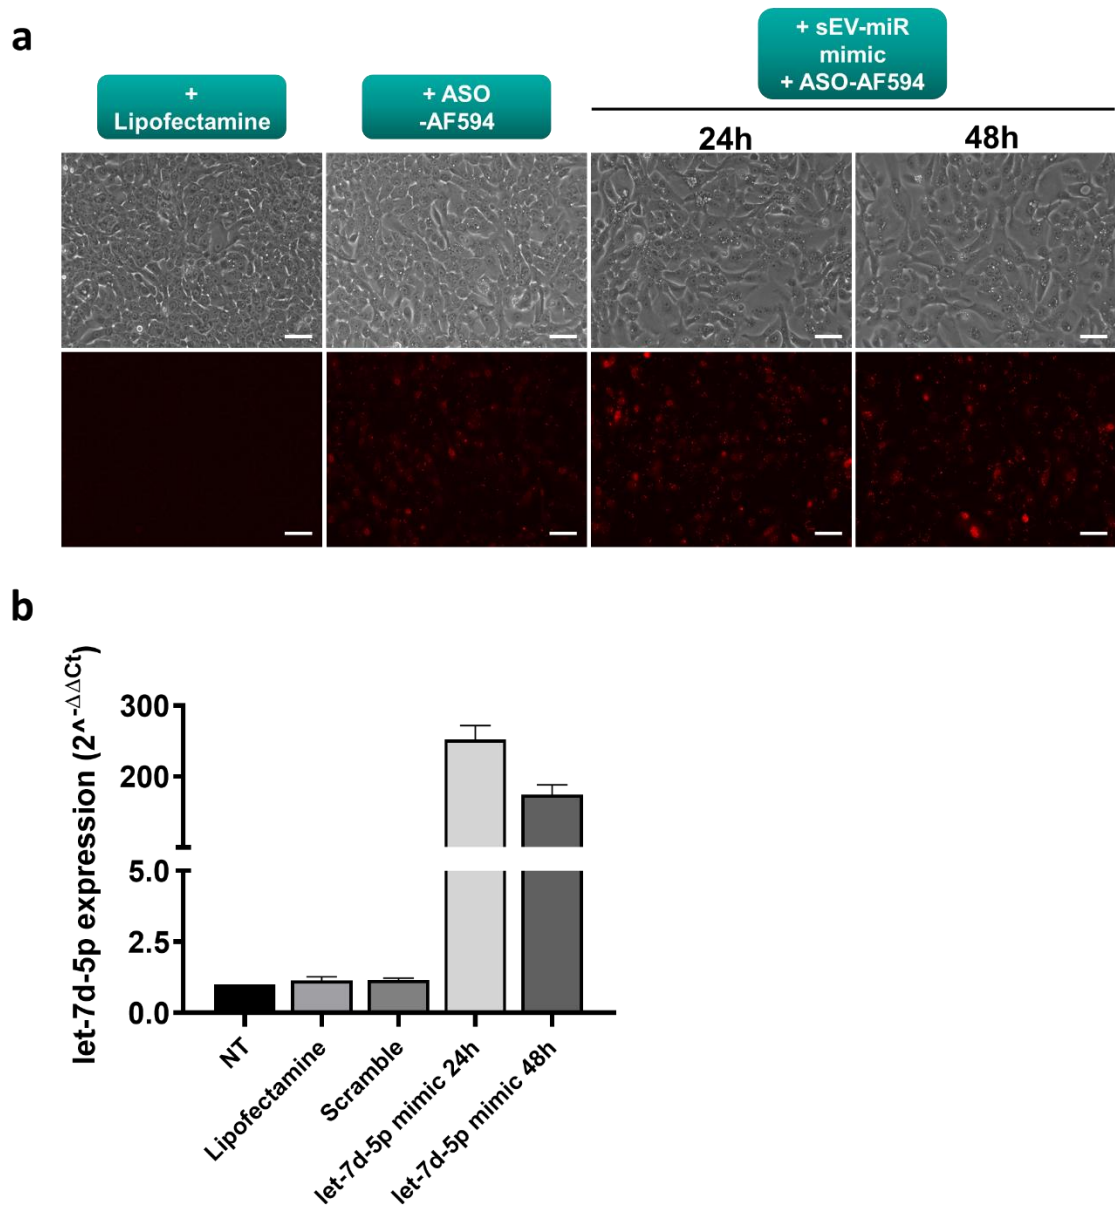 a
+
Lipofectamine
+ ASO
-AF594
+ sEV-miR
mimic
+ ASO-AF594
24h
48h
b
let-7d-5p expression (2^-ΔΔCt)
300
200
5.0
2.5
0.0
NT
Lipofectamine
Scramble
let-7d-5p mimic 24h
let-7d-5p mimic 48h